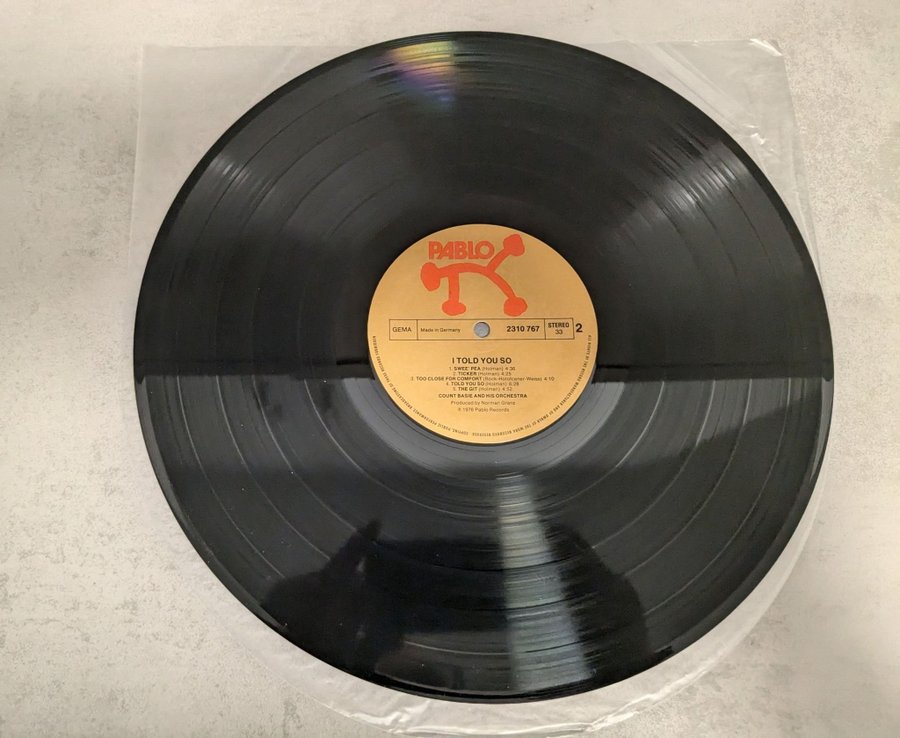 PABLO
GEMA Made in Germany 2310 767 STEREO 33 2
I TOLD YOU SO
1. SWEE' PEA (Holman) 4:36
2. TICKER (Holman) 4:25
3. TOO CLOSE FOR COMFORT (Bock-Holofcener-Weiss) 4:10
4. TOLD YOU SO (Holman) 6:28
5. THE GIT (Holman) 4:52
COUNT BASIE AND HIS ORCHESTRA
Produced by Norman Granz
℗ 1976 Pablo Records